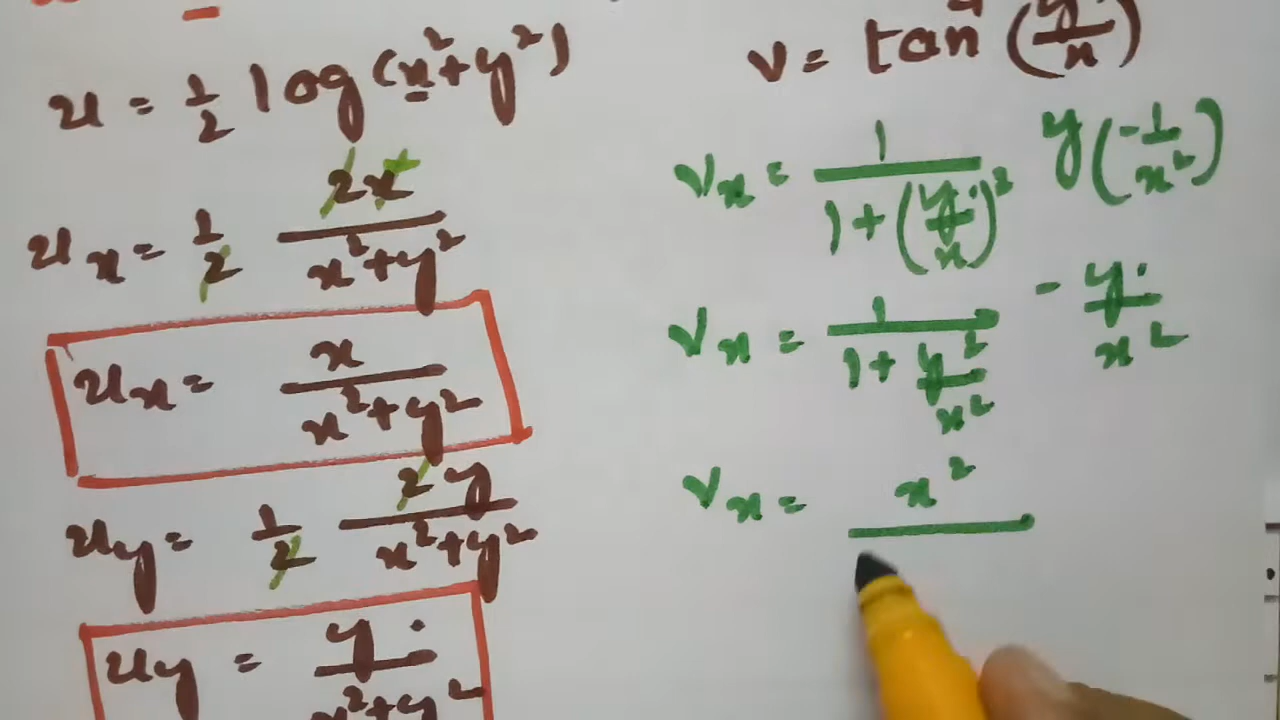 u = 1/2 log(x²+y²)
u_x = 1/2 2x/(x²+y²)
u_x = x/(x²+y²)
u_y = 1/2 2y/(x²+y²)
u_y = y/(x²+y²)
v = tan⁻¹(y/x)
v_x = 1/(1+(y/x)²) y(-1/x²)
v_x = 1/(1+y²/x²) - y/x²
v_x = x²